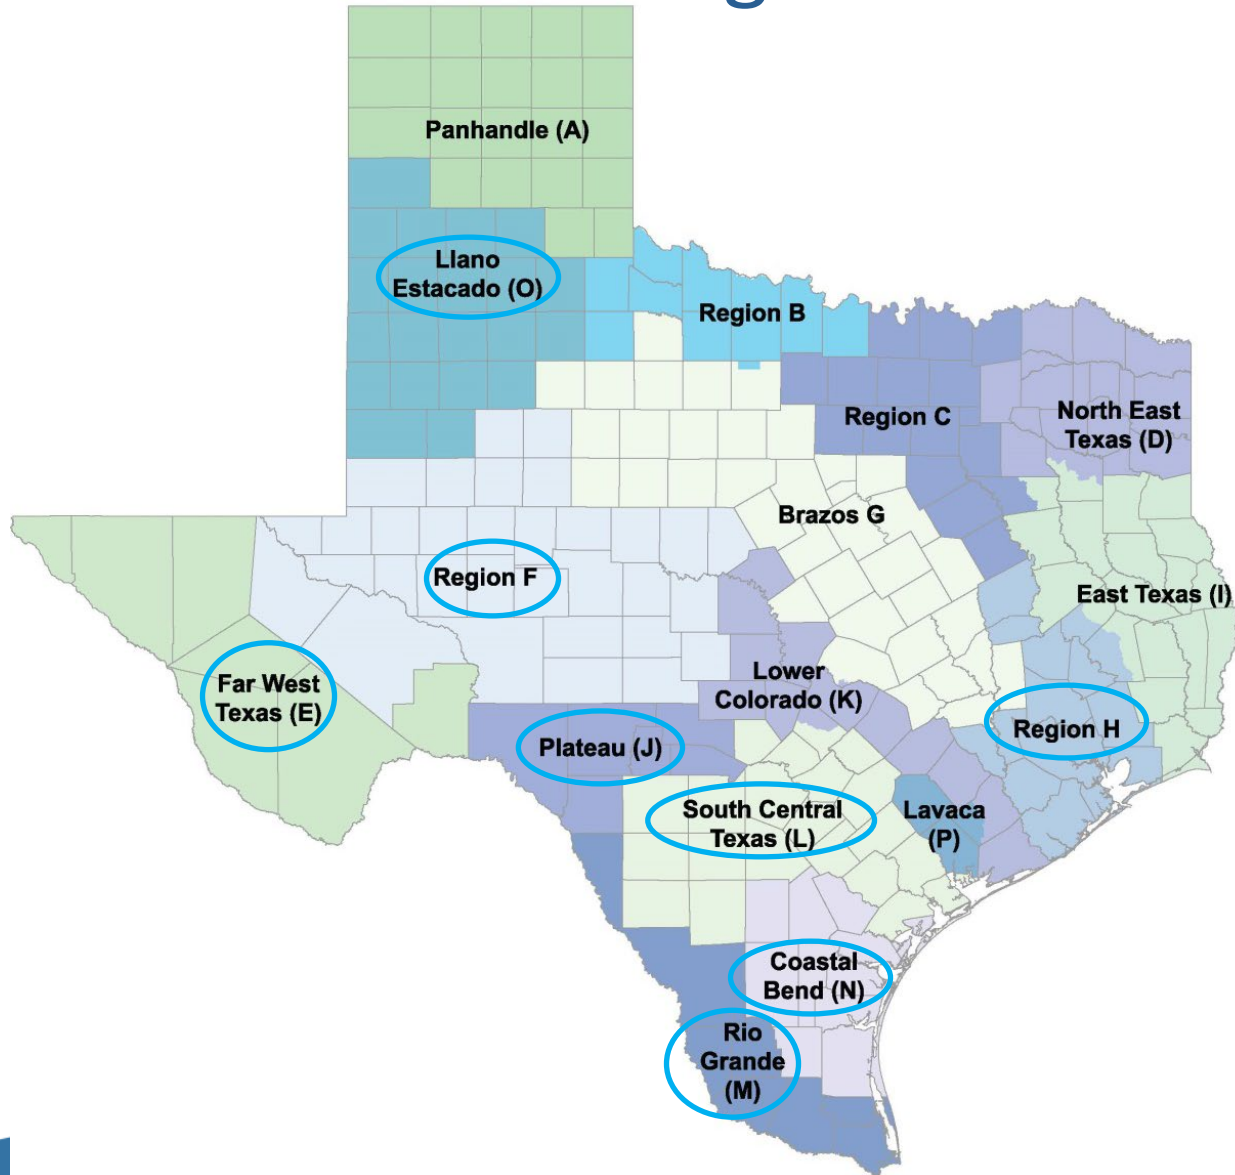 Panhandle (A)
Llano
Estacado (O)
Region B
Region C
North East
Texas (D)
Brazos G
Region F
East Texas (I)
Far West
Texas (E)
Lower
Colorado (K)
Plateau (J)
Region H
South Central
Texas (L)
Lavaca
(P)
Coastal
Bend (N)
Rio
Grande
(M)